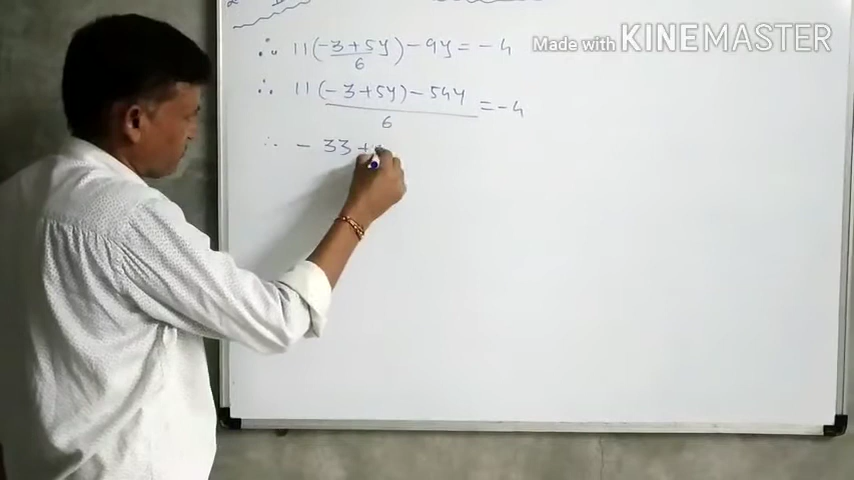 ∴ 11(-3+5y)/6 - 9y = -4
Made with KINEMASTER
∴ 11(-3+5y) - 54y / 6 = -4
∴ - 33 +